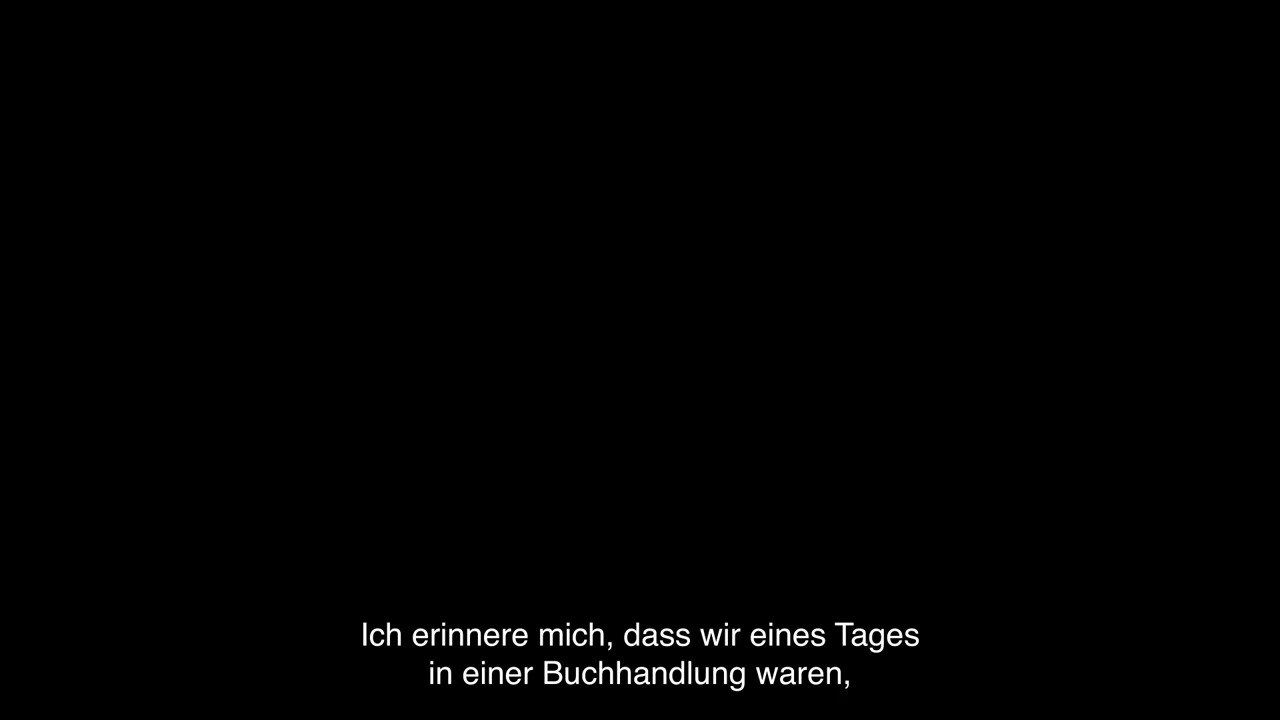 Ich erinnere mich, dass wir eines Tages
in einer Buchhandlung waren,